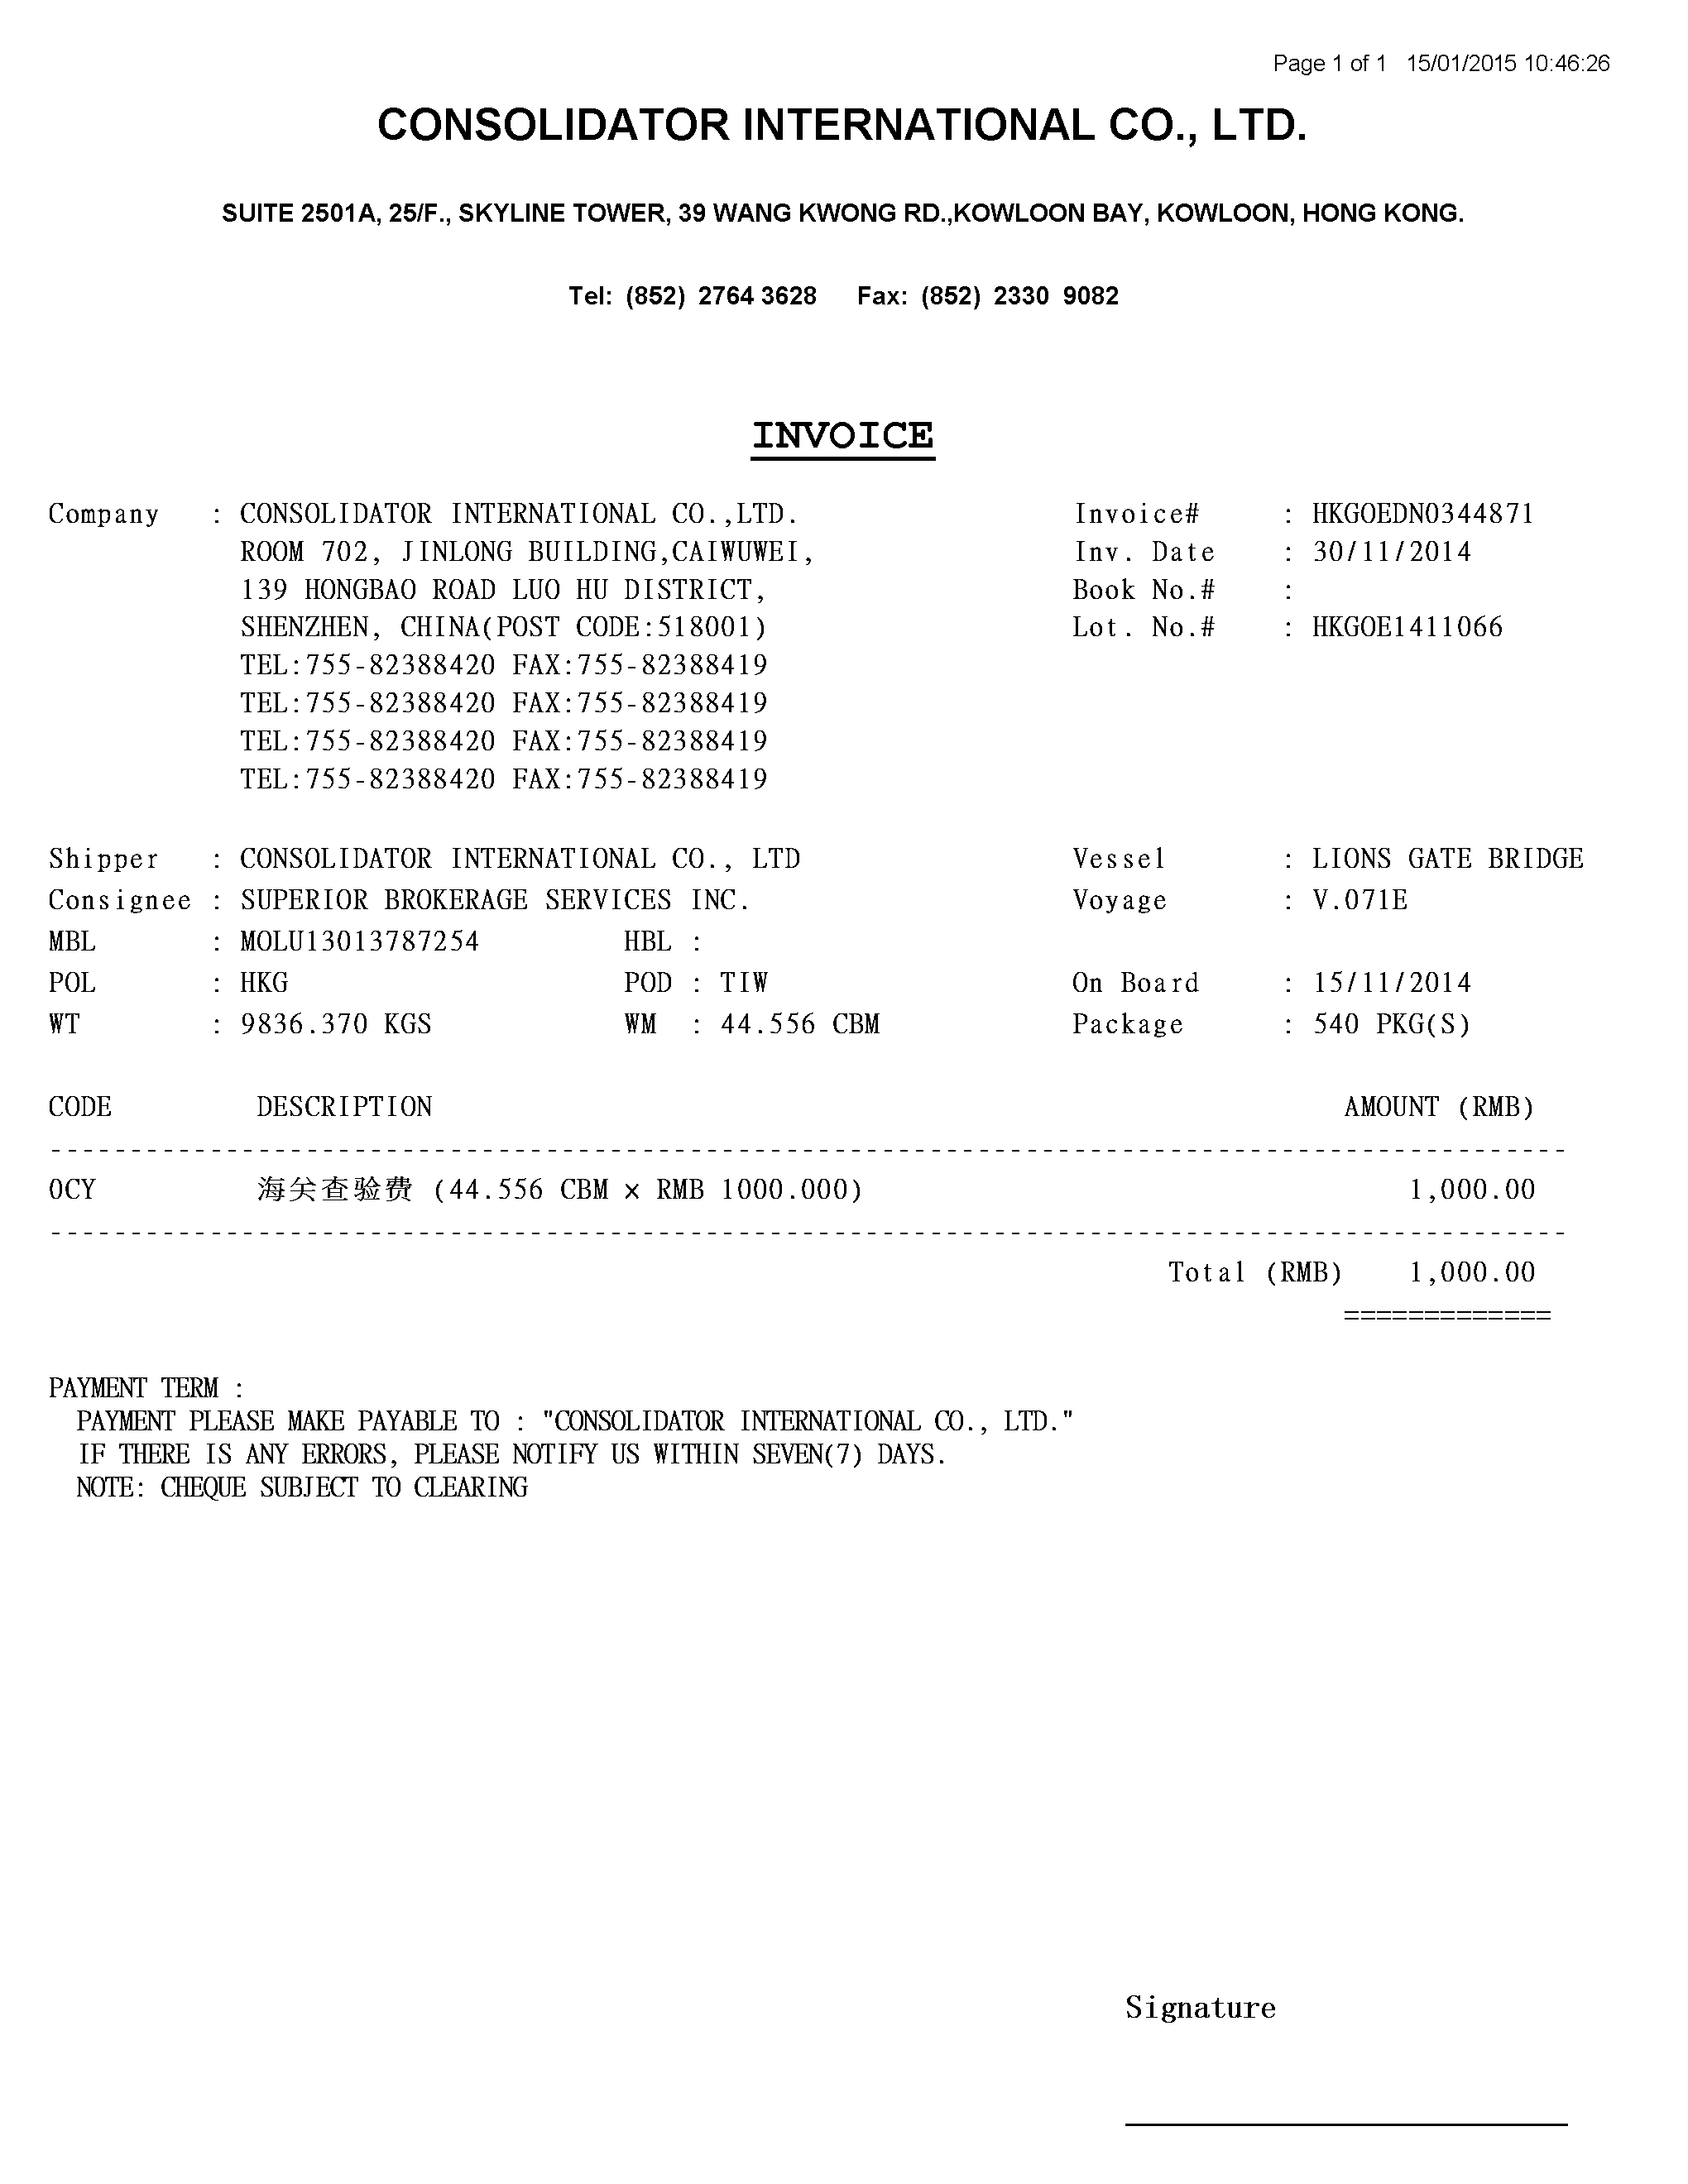 Page 1 of 1 15/01/2015 10:46:26
CONSOLIDATOR INTERNATIONAL CO., LTD.
SUITE 2501A, 25/F., SKYLINE TOWER, 39 WANG KWONG RD.,KOWLOON BAY, KOWLOON, HONG KONG.
Tel: (852) 2764 3628 Fax: (852) 2330 9082
INVOICE
Company : CONSOLIDATOR INTERNATIONAL CO.,LTD. Invoice# : HKGOEDN0344871
ROOM 702, JINLONG BUILDING,CAIWUWEI, Inv. Date : 30/11/2014
139 HONGBAO ROAD LUO HU DISTRICT, Book No.# :
SHENZHEN, CHINA(POST CODE:518001) Lot. No.# : HKGOE1411066
TEL:755-82388420 FAX:755-82388419
TEL:755-82388420 FAX:755-82388419
TEL:755-82388420 FAX:755-82388419
TEL:755-82388420 FAX:755-82388419
Shipper : CONSOLIDATOR INTERNATIONAL CO., LTD Vessel : LIONS GATE BRIDGE
Consignee : SUPERIOR BROKERAGE SERVICES INC. Voyage : V.071E
MBL : MOLU13013787254 HBL :
POL : HKG POD : TIW On Board : 15/11/2014
WT : 9836.370 KGS WM : 44.556 CBM Package : 540 PKG(S)
CODE DESCRIPTION AMOUNT (RMB)
OCY 海关查验费 (44.556 CBM × RMB 1000.000) 1,000.00
Total (RMB) 1,000.00
=============
PAYMENT TERM :
PAYMENT PLEASE MAKE PAYABLE TO : "CONSOLIDATOR INTERNATIONAL CO., LTD."
IF THERE IS ANY ERRORS, PLEASE NOTIFY US WITHIN SEVEN(7) DAYS.
NOTE: CHEQUE SUBJECT TO CLEARING
Signature